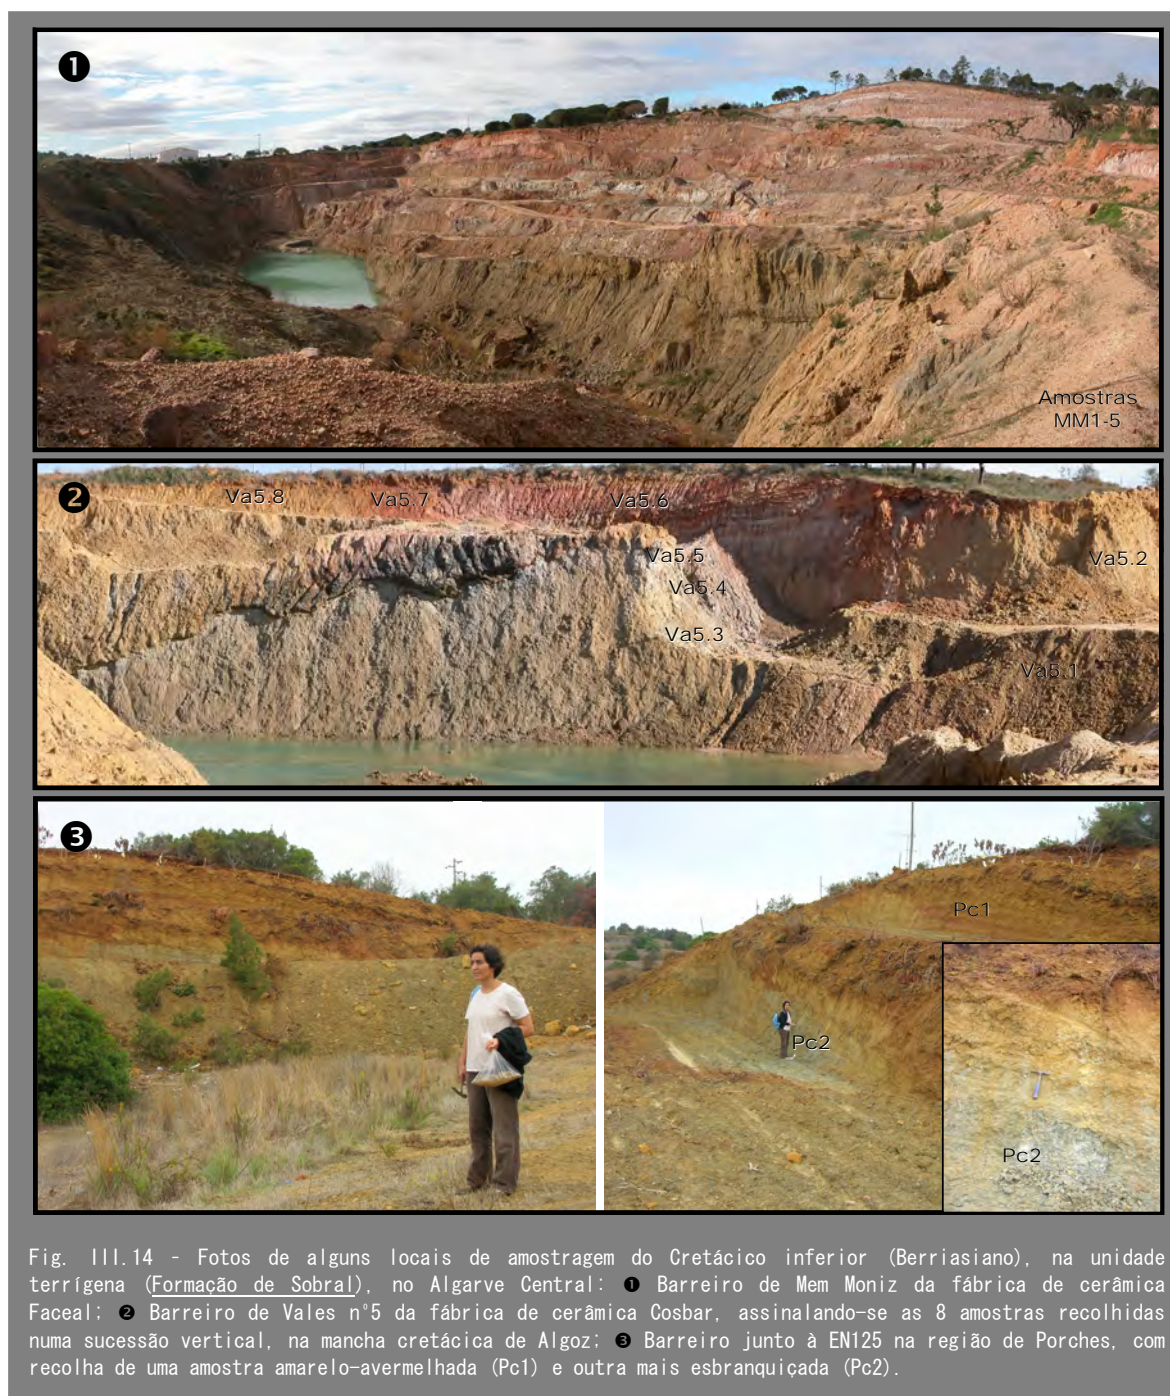 ❶
Amostras
MM1-5
❷
Va5.8
Va5.7
Va5.6
Va5.5
Va5.2
Va5.4
Va5.3
Va5.1
❸
Pc1
Pc2
Pc2
Fig. III.14 - Fotos de alguns locais de amostragem do Cretácico inferior (Berriasiano), na unidade
terrígena (Formação de Sobral), no Algarve Central: ❶ Barreiro de Mem Moniz da fábrica de cerâmica
Faceal; ❷ Barreiro de Vales nº5 da fábrica de cerâmica Cosbar, assinalando-se as 8 amostras recolhidas
numa sucessão vertical, na mancha cretácica de Algoz; ❸ Barreiro junto à EN125 na região de Porches, com
recolha de uma amostra amarelo-avermelhada (Pc1) e outra mais esbranquiçada (Pc2).